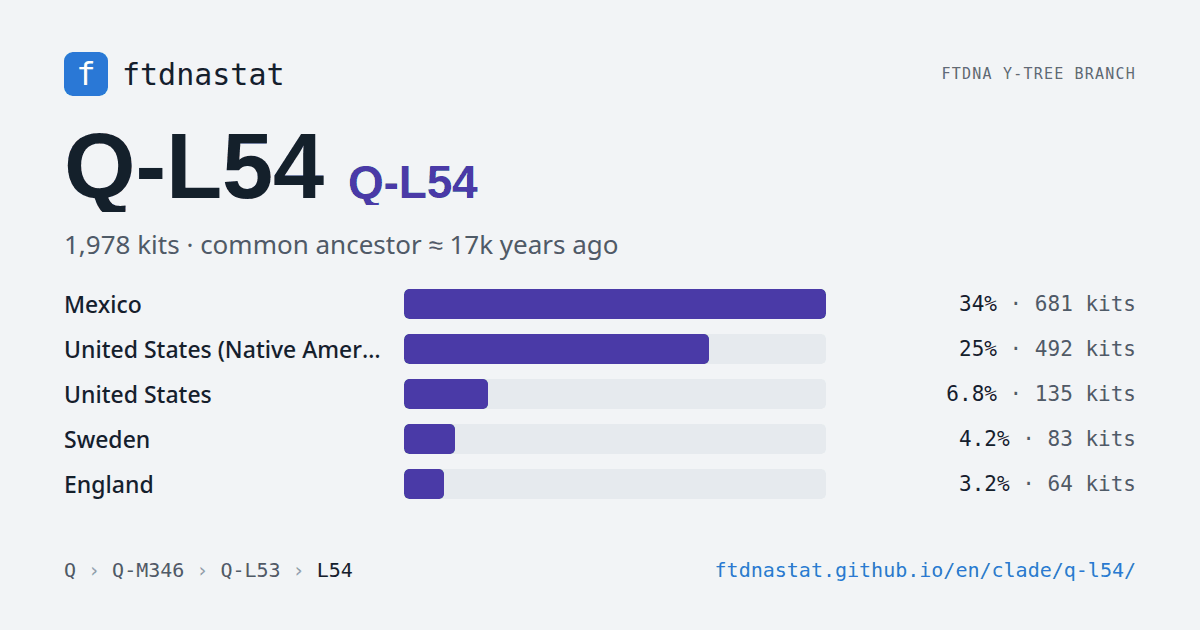 f ftdnastat
FTDNA Y-TREE BRANCH
Q-L54 Q-L54
1,978 kits · common ancestor ≈ 17k years ago
Mexico 34% · 681 kits
United States (Native Amer... 25% · 492 kits
United States 6.8% · 135 kits
Sweden 4.2% · 83 kits
England 3.2% · 64 kits
Q › Q-M346 › Q-L53 › L54
ftdnastat.github.io/en/clade/q-l54/